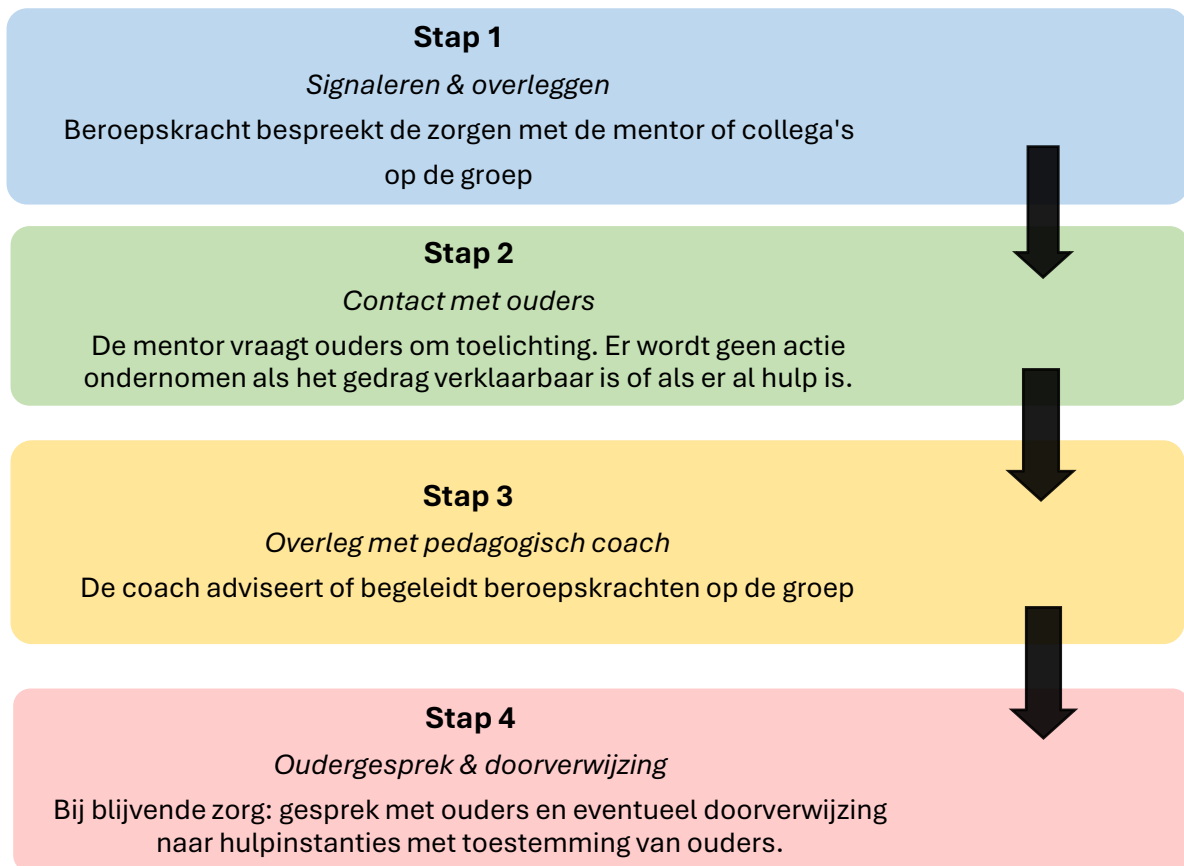 Stap 1
Signaleren & overleggen
Beroepskracht bespreekt de zorgen met de mentor of collega's
op de groep
Stap 2
Contact met ouders
De mentor vraagt ouders om toelichting. Er wordt geen actie
ondernomen als het gedrag verklaarbaar is of als er al hulp is.
Stap 3
Overleg met pedagogisch coach
De coach adviseert of begeleidt beroepskrachten op de groep
Stap 4
Oudergesprek & doorverwijzing
Bij blijvende zorg: gesprek met ouders en eventueel doorverwijzing
naar hulpinstanties met toestemming van ouders.